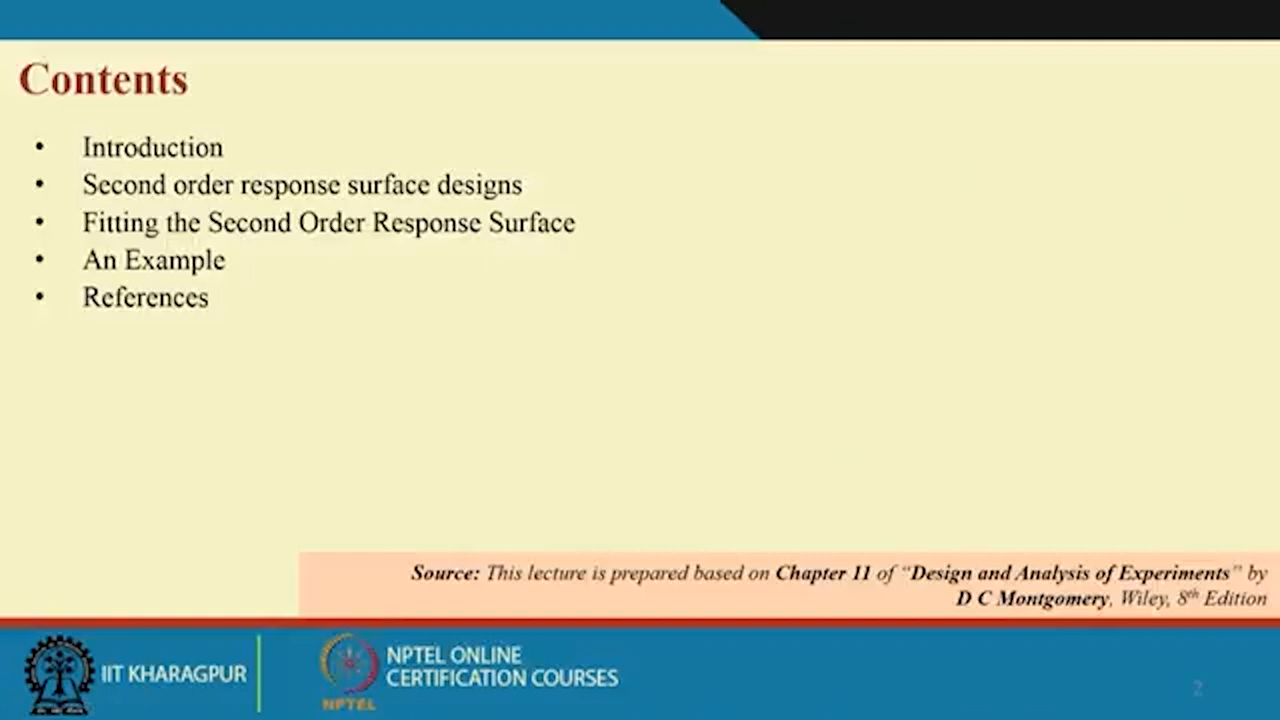 Contents
• Introduction
• Second order response surface designs
• Fitting the Second Order Response Surface
• An Example
• References
Source: This lecture is prepared based on Chapter 11 of “Design and Analysis of Experiments” by
D C Montgomery, Wiley, 8th Edition
IIT KHARAGPUR
NPTEL
NPTEL ONLINE
CERTIFICATION COURSES
2